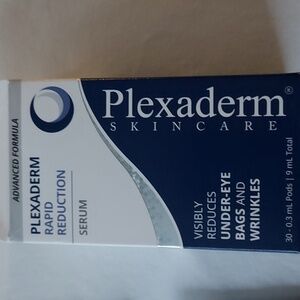 Plexaderm®
SKINCARE
ADVANCED FORMULA
PLEXADERM
RAPID
REDUCTION
SERUM
VISIBLY
REDUCES
UNDER-EYE
BAGS AND
WRINKLES
30 - 0.3 mL Pods | 9 mL Total